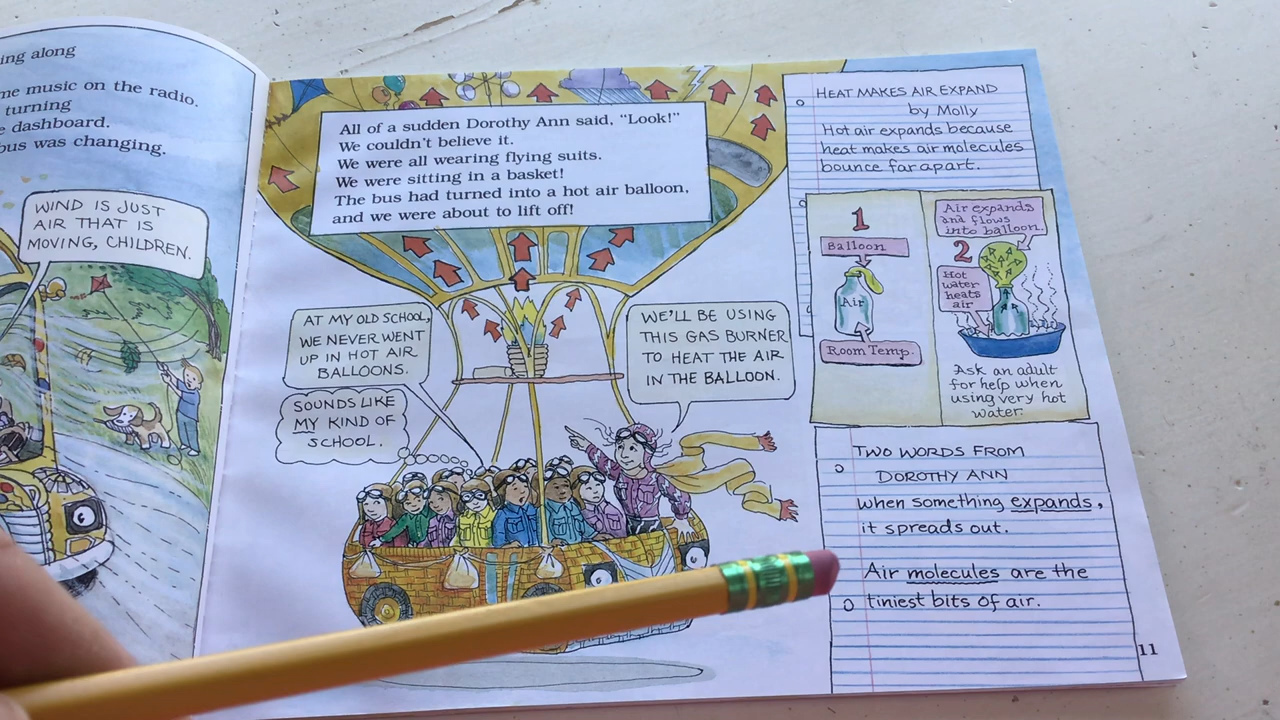 ing along
me music on the radio.
turning
dashboard.
bus was changing.
WIND IS JUST
AIR THAT IS
MOVING, CHILDREN.
All of a sudden Dorothy Ann said, "Look!"
We couldn't believe it.
We were all wearing flying suits.
We were sitting in a basket!
The bus had turned into a hot air balloon,
and we were about to lift off!
AT MY OLD SCHOOL,
WE NEVER WENT
UP IN HOT AIR
BALLOONS.
SOUNDS LIKE
MY KIND OF
SCHOOL.
WE'LL BE USING
THIS GAS BURNER
TO HEAT THE AIR
IN THE BALLOON.
HEAT MAKES AIR EXPAND
by Molly
Hot air expands because
heat makes air molecules
bounce far apart.
1
Balloon
Air
Room Temp.
Air expands
and flows
into balloon.
2
Hot
water
heats
air
Ask an adult
for help when
using very hot
water.
TWO WORDS FROM
DOROTHY ANN
when something expands,
it spreads out.
Air molecules are the
tiniest bits of air.
11